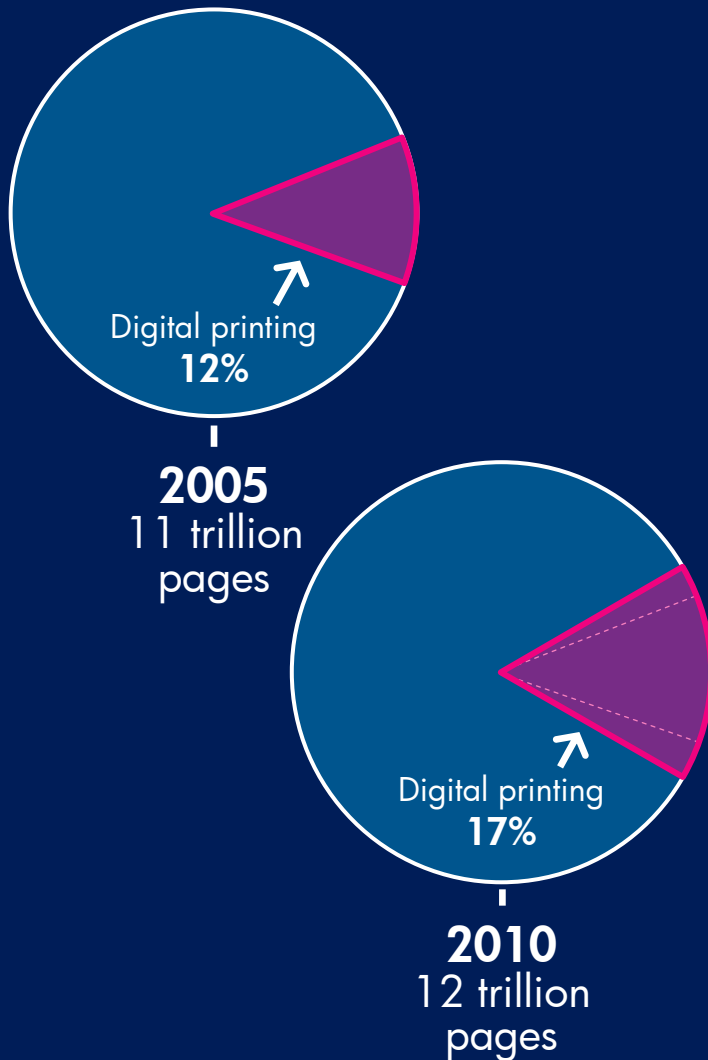 Digital printing
12%
2005
11 trillion
pages
Digital printing
17%
2010
12 trillion
pages